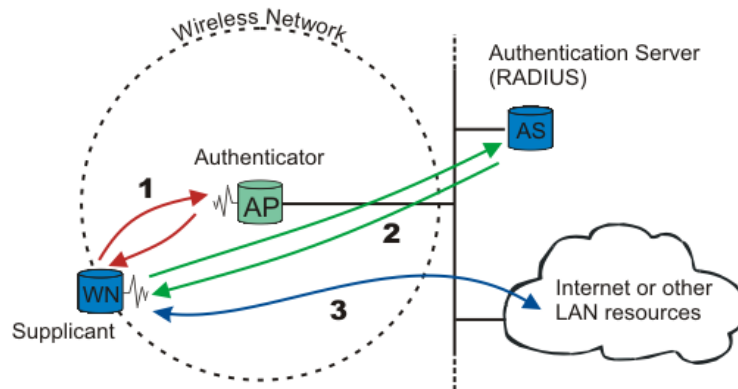 Wireless Network
Authentication Server
(RADIUS)
AS
Authenticator
1
AP
2
WN
3
Internet or other
LAN resources
Supplicant